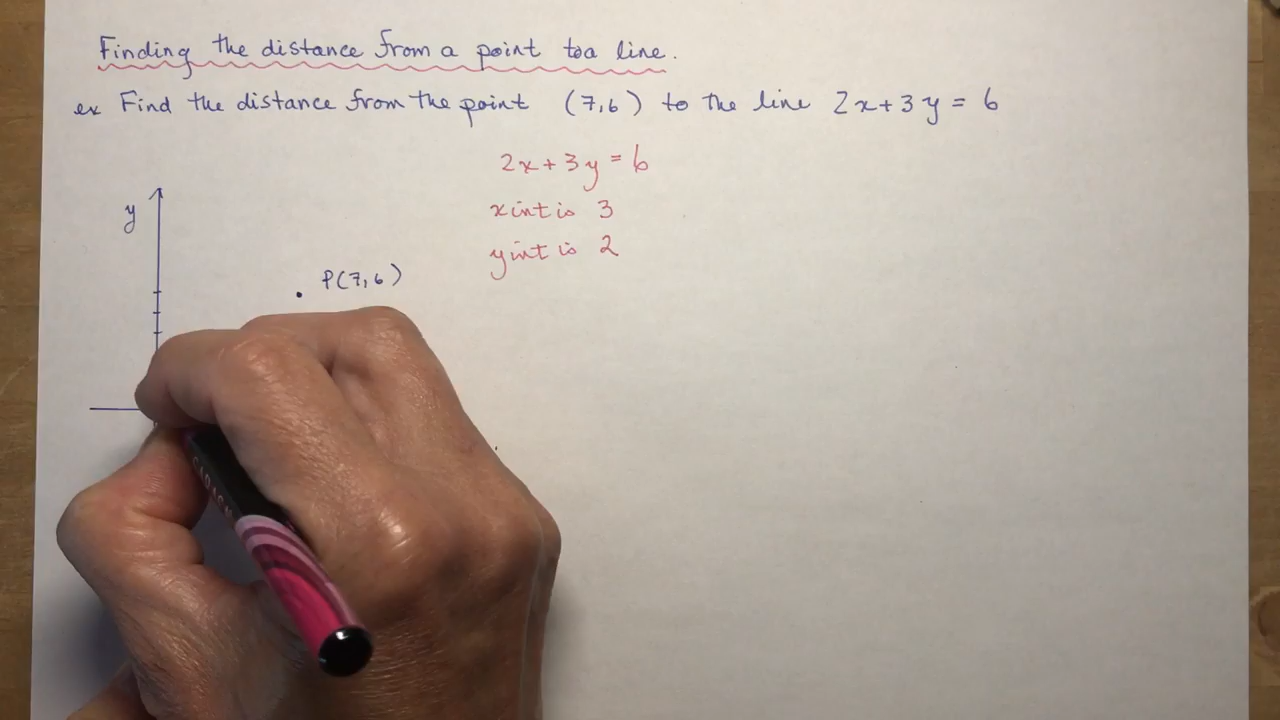 Finding the distance from a point to a line.
ex Find the distance from the point (7,6) to the line 2x+3y = 6
2x+3y = 6
x int is 3
y int is 2
y
P(7,6)